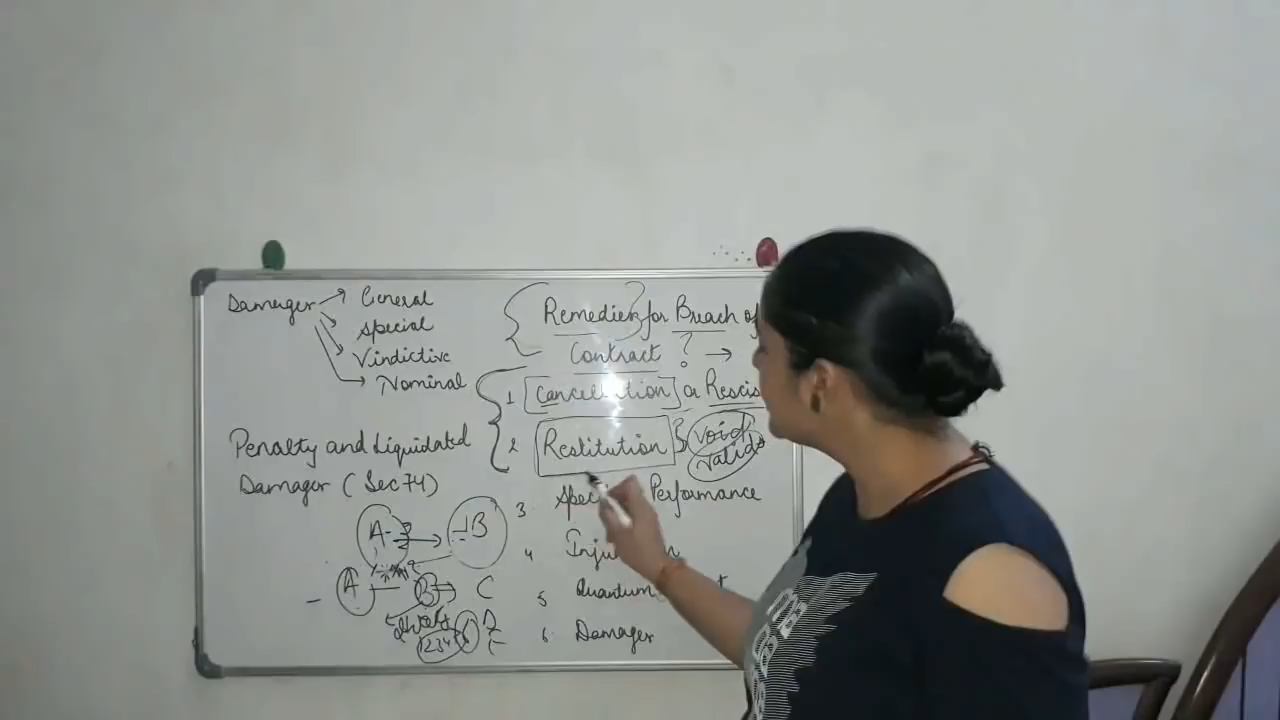 Damages
General
Special
Vindictive
Nominal
Penalty and Liquidated
Damages (Sec 74)
A B
A B C
D
Remedies for Breach of
Contract ?
1 Cancellation or Rescis
2 Restitution
void
valid
3. Performance
4
5 Quantum
6. Damages